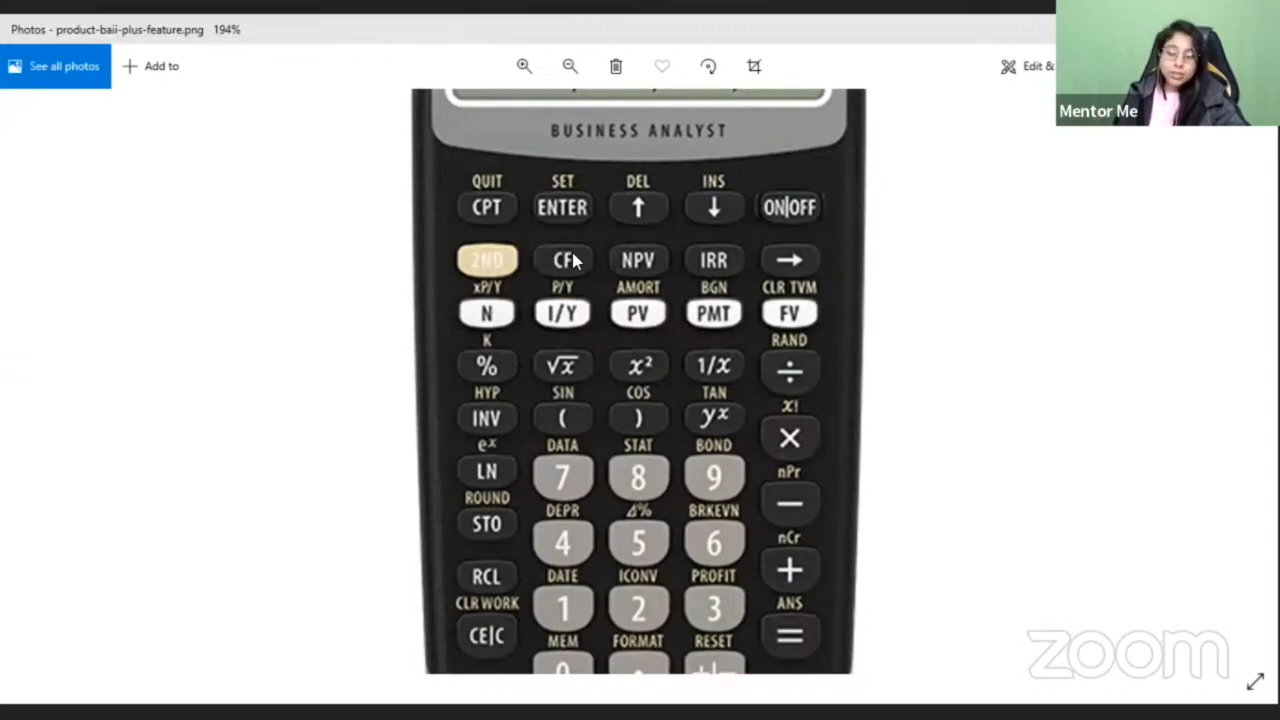 Photos - product-baii-plus-feature.png 194%
See all photos
Add to
Edit &
Mentor Me
BUSINESS ANALYST
QUIT SET DEL INS
CPT ENTER ↑ ↓ ON|OFF
2ND CF NPV IRR →
xP/Y P/Y AMORT BGN CLR TVM
N I/Y PV PMT FV
K RAND
% √x x² 1/x ÷
HYP SIN COS TAN x!
INV ( ) yˣ ×
eˣ DATA STAT BOND nPr
LN 7 8 9 −
ROUND DEPR Δ% BRKEVN nCr
STO 4 5 6 +
DATE ICONV PROFIT ANS
RCL 1 2 3 =
CLR WORK MEM FORMAT RESET
CE|C
zoom